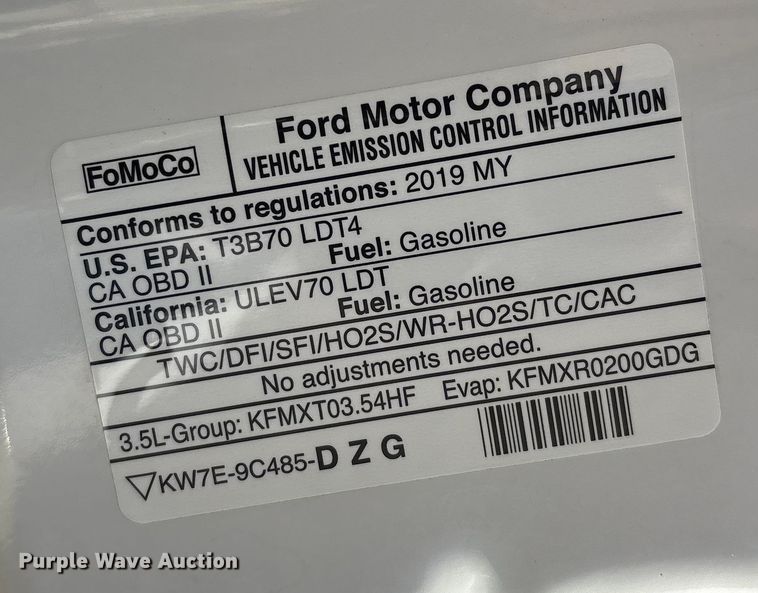 FoMoCo
Ford Motor Company
VEHICLE EMISSION CONTROL INFORMATION
Conforms to regulations: 2019 MY
U.S. EPA: T3B70 LDT4
CA OBD II Fuel: Gasoline
California: ULEV70 LDT
CA OBD II Fuel: Gasoline
TWC/DFI/SFI/HO2S/WR-HO2S/TC/CAC
No adjustments needed.
3.5L-Group: KFMXT03.54HF Evap: KFMXR0200GDG
KW7E-9C485-DZG
Purple Wave Auction